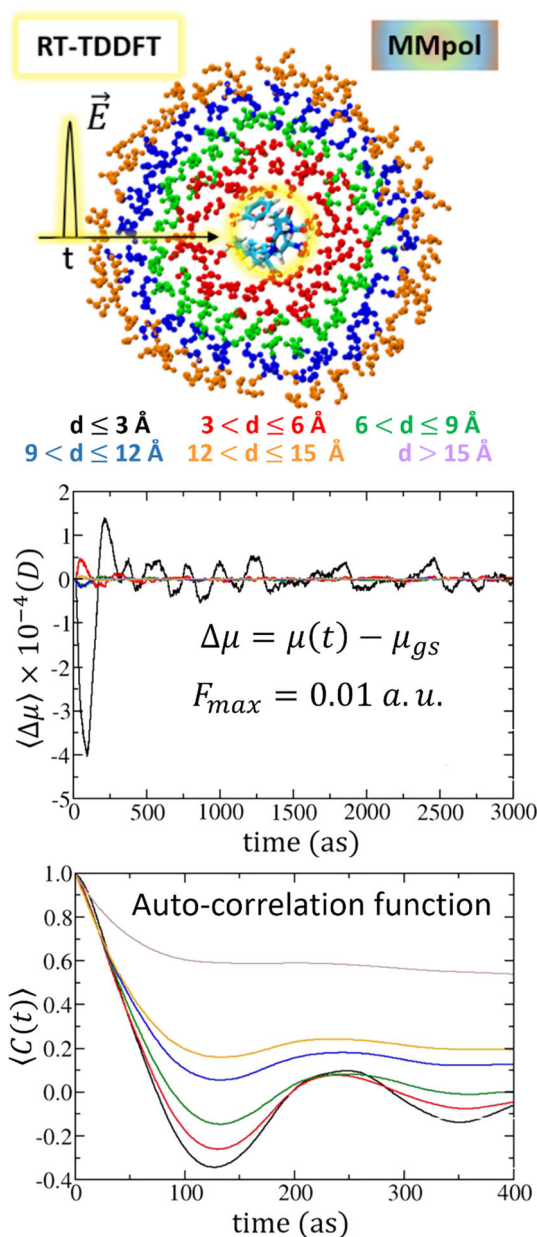 RT-TDDFT MMpol
E⃗
t
d ≤ 3 Å 3 < d ≤ 6 Å 6 < d ≤ 9 Å
9 < d ≤ 12 Å 12 < d ≤ 15 Å d > 15 Å
2
1
0
-1
-2
-3
-4
-5
⟨Δμ⟩ × 10⁻⁴(D)
Δμ = μ(t) − μ_gs
F_max = 0.01 a.u.
0 500 1000 1500 2000 2500 3000
time (as)
1.0
0.8
0.6
0.4
0.2
0.0
-0.2
-0.4
⟨C(t)⟩
Auto-correlation function
0 100 200 300 400
time (as)